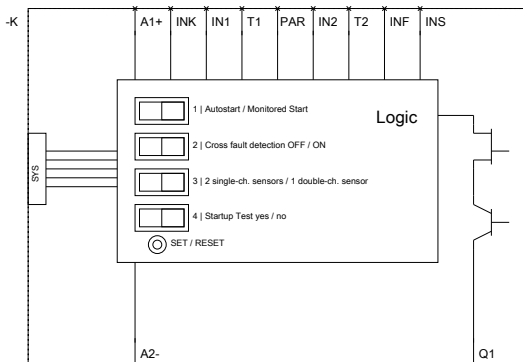 -K
A1+ INK IN1 T1 PAR IN2 T2 INF INS
Logic
1 | Autostart / Monitored Start
2 | Cross fault detection OFF / ON
SYS
3 | 2 single-ch. sensors / 1 double-ch. sensor
4 | Startup Test yes / no
SET / RESET
A2- Q1